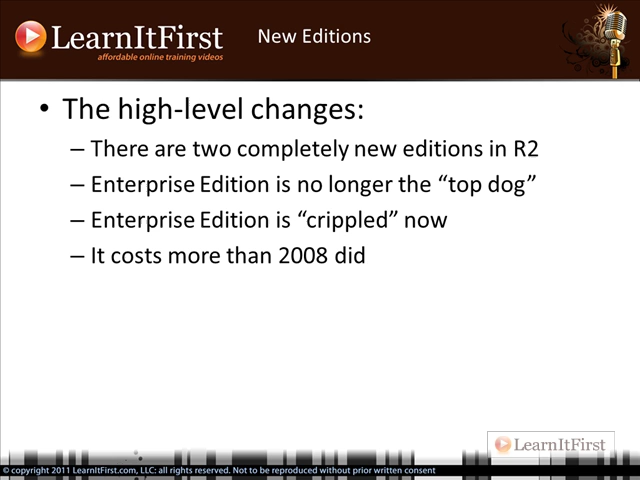 LearnItFirst
affordable online training videos
New Editions
• The high-level changes:
– There are two completely new editions in R2
– Enterprise Edition is no longer the “top dog”
– Enterprise Edition is “crippled” now
– It costs more than 2008 did
LearnItFirst
© copyright 2011 LearnItFirst.com, LLC: all rights reserved. Not to be reproduced without prior written consent